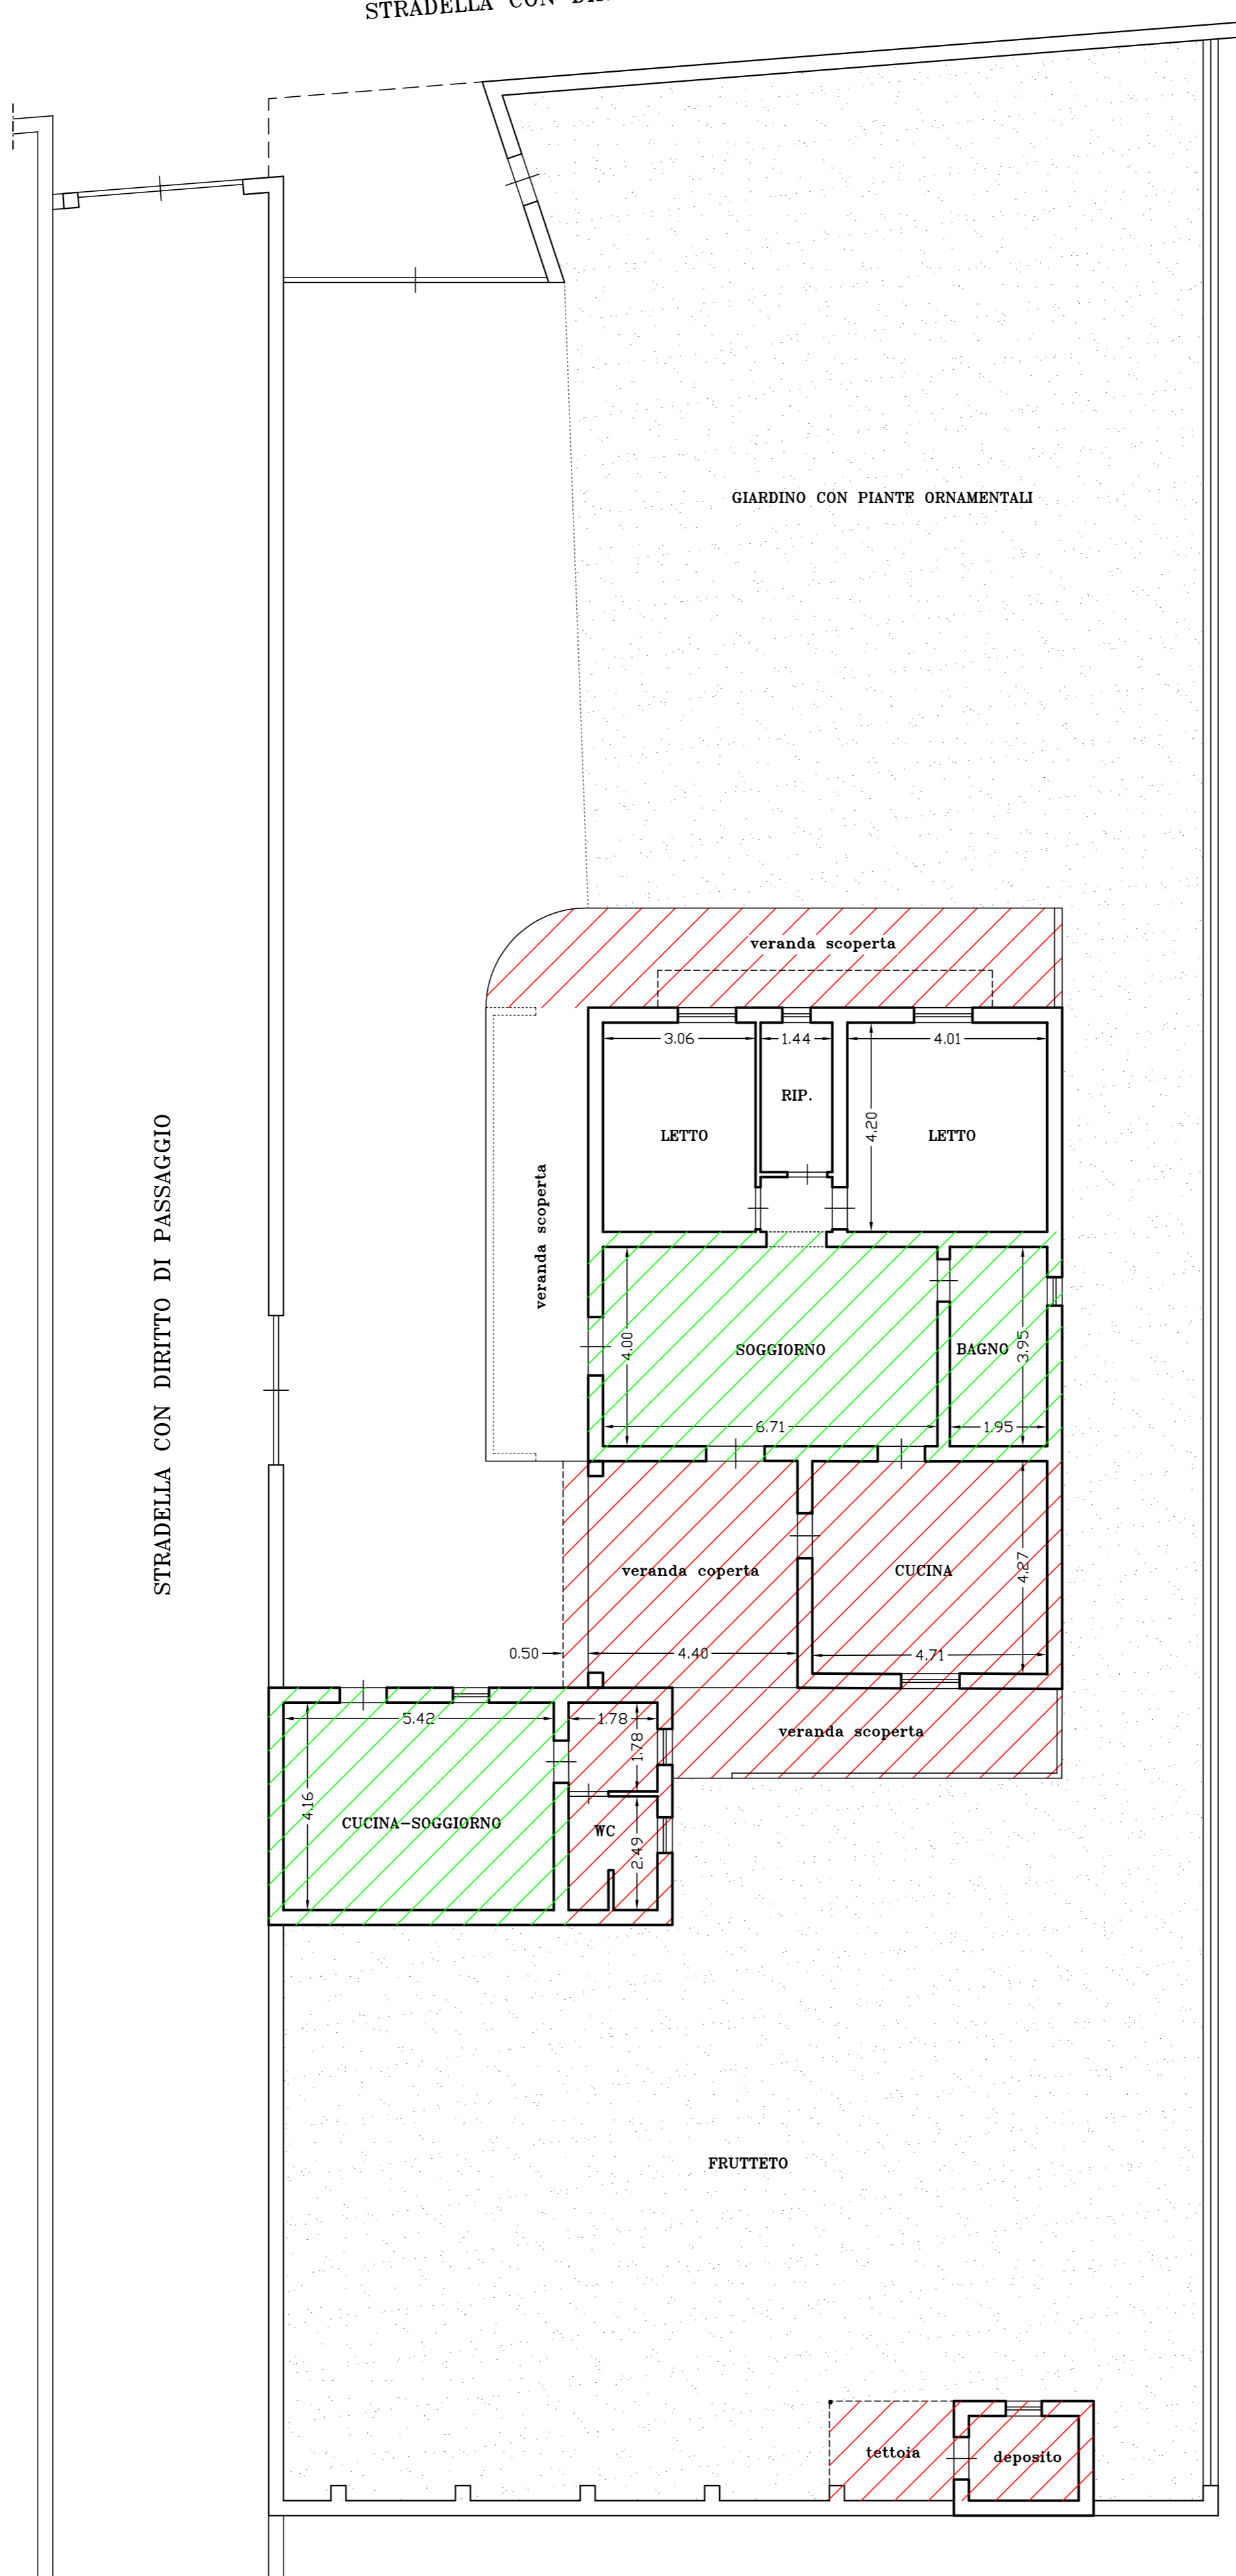 STRADELLA CON
GIARDINO CON PIANTE ORNAMENTALI
veranda scoperta
3.06
1.44
4.01
RIP.
LETTO
4.20
LETTO
STRADELLA CON DIRITTO DI PASSAGGIO
veranda scoperta
4.00
SOGGIORNO
BAGNO
3.95
6.71
1.95
veranda coperta
CUCINA
4.27
0.50
4.40
4.71
5.42
1.78
1.78
veranda scoperta
4.16
CUCINA-SOGGIORNO
WC
2.49
FRUTTETO
tettoia
deposito